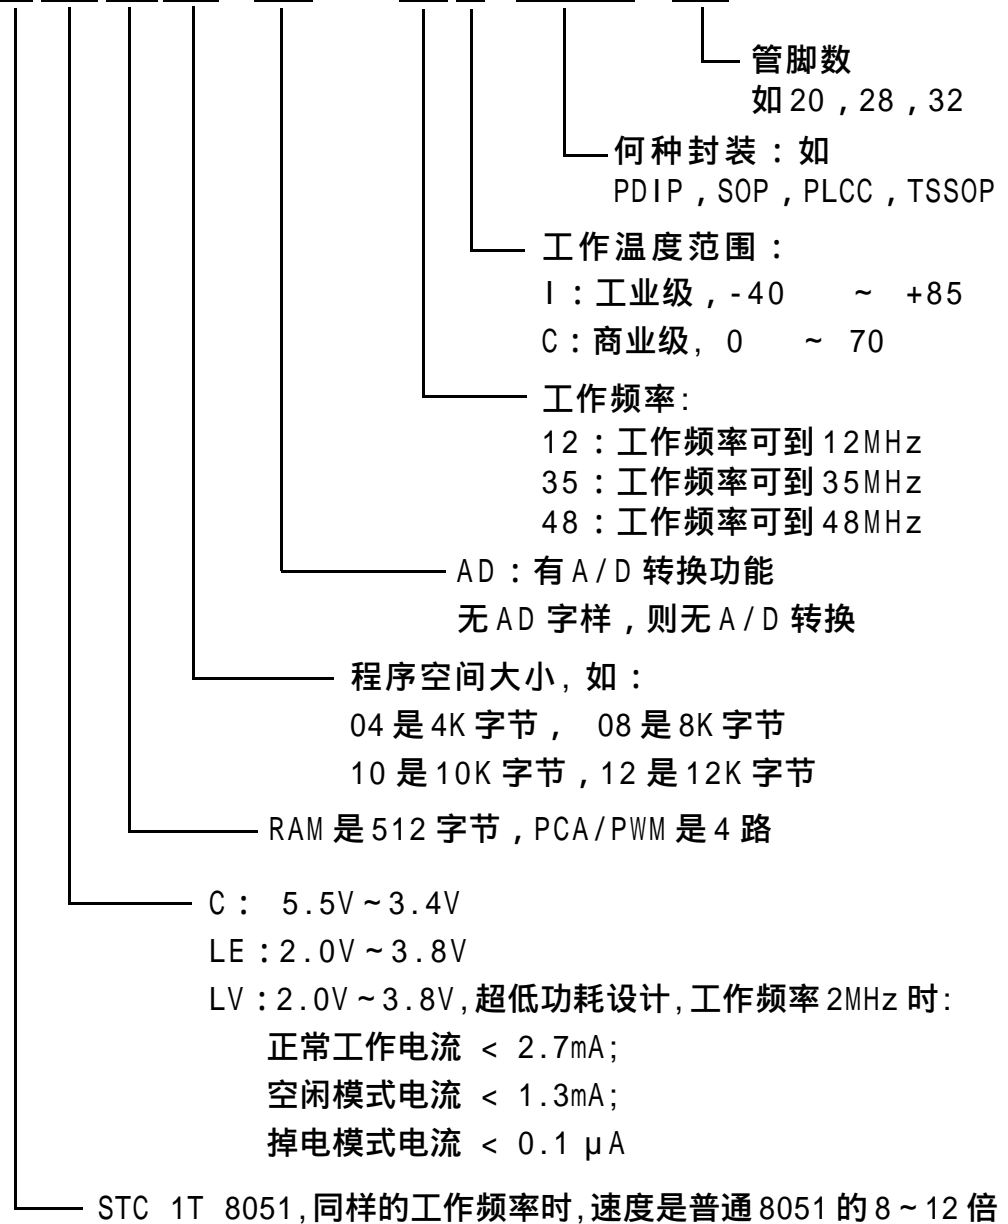 管脚数
如20，28，32
何种封装：如
PDIP，SOP，PLCC，TSSOP
工作温度范围：
I：工业级，-40 ~ +85
C：商业级, 0 ~ 70
工作频率:
12：工作频率可到12MHz
35：工作频率可到35MHz
48：工作频率可到48MHz
AD：有A/D转换功能
无AD字样，则无A/D转换
程序空间大小, 如：
04是4K字节， 08是8K字节
10是10K字节，12是12K字节
RAM是512字节，PCA/PWM是4路
C： 5.5V~3.4V
LE：2.0V~3.8V
LV：2.0V~3.8V,超低功耗设计,工作频率2MHz时:
正常工作电流 < 2.7mA;
空闲模式电流 < 1.3mA;
掉电模式电流 < 0.1 μA
STC 1T 8051,同样的工作频率时,速度是普通8051的8~12倍